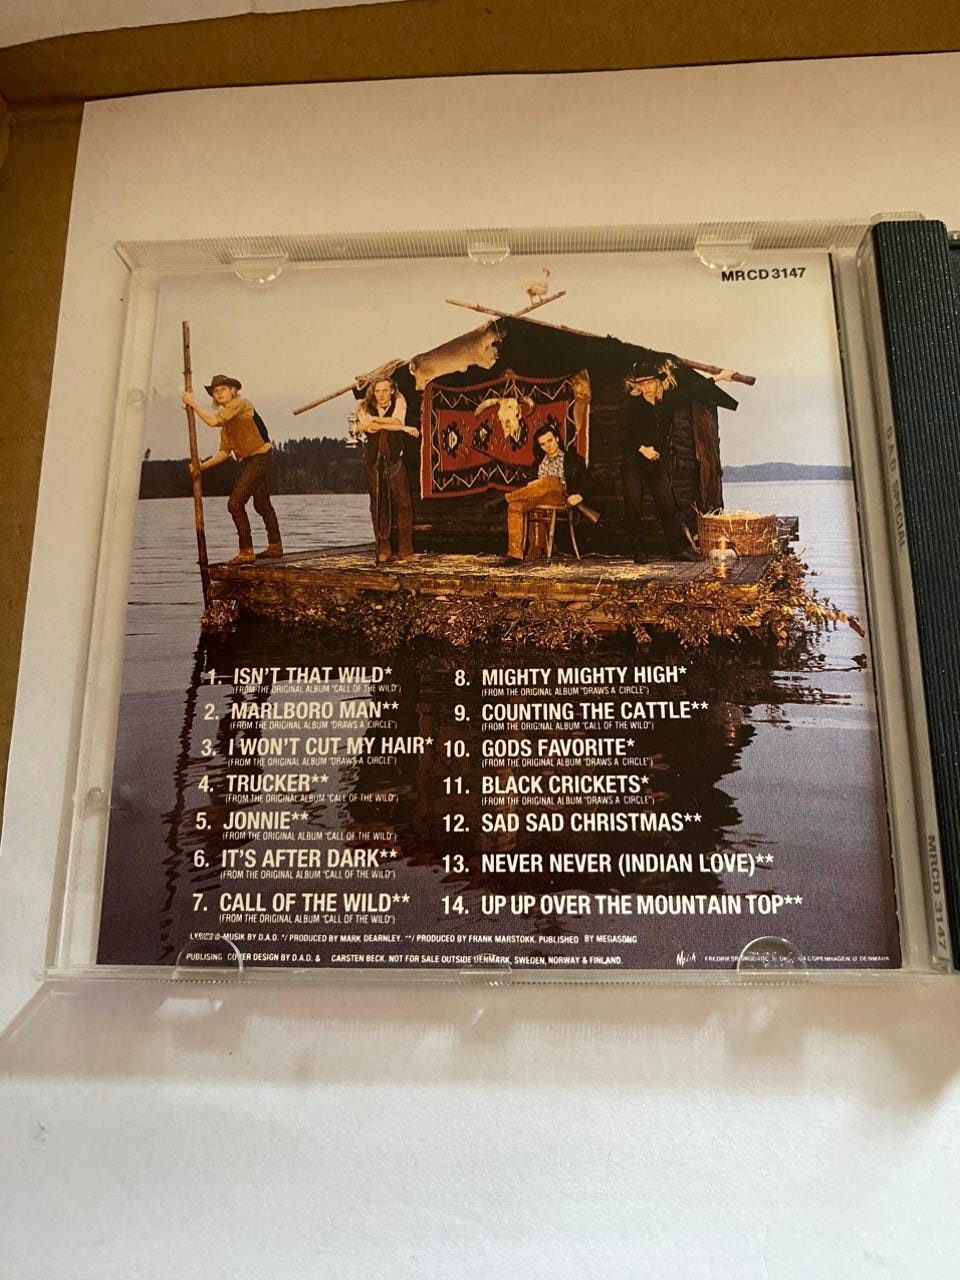 MRCD 3147
1. ISN'T THAT WILD*
(FROM THE ORIGINAL ALBUM "CALL OF THE WILD")
2. MARLBORO MAN**
(FROM THE ORIGINAL ALBUM "DRAWS A CIRCLE")
3. I WON'T CUT MY HAIR*
(FROM THE ORIGINAL ALBUM "DRAWS A CIRCLE")
4. TRUCKER**
(FROM THE ORIGINAL ALBUM "CALL OF THE WILD")
5. JONNIE**
(FROM THE ORIGINAL ALBUM "CALL OF THE WILD")
6. IT'S AFTER DARK**
(FROM THE ORIGINAL ALBUM "CALL OF THE WILD")
7. CALL OF THE WILD**
(FROM THE ORIGINAL ALBUM "CALL OF THE WILD")
8. MIGHTY MIGHTY HIGH*
(FROM THE ORIGINAL ALBUM "DRAWS A CIRCLE")
9. COUNTING THE CATTLE**
(FROM THE ORIGINAL ALBUM "CALL OF THE WILD")
10. GODS FAVORITE*
(FROM THE ORIGINAL ALBUM "DRAWS A CIRCLE")
11. BLACK CRICKETS*
(FROM THE ORIGINAL ALBUM "DRAWS A CIRCLE")
12. SAD SAD CHRISTMAS**
13. NEVER NEVER (INDIAN LOVE)**
14. UP UP OVER THE MOUNTAIN TOP**
LYRICS & MUSIK BY D.A.D. */ PRODUCED BY MARK DEARNLEY. **/ PRODUCED BY FRANK MARSTOKK. PUBLISHED BY MEGASONG
PUBLISING COVER DESIGN BY D.A.D. & CARSTEN BECK. NOT FOR SALE OUTSIDE DENMARK, SWEDEN, NORWAY & FINLAND.
COPENHAGEN Ø. DENMARK
D.A.D. SPECIAL
MRCD 3147